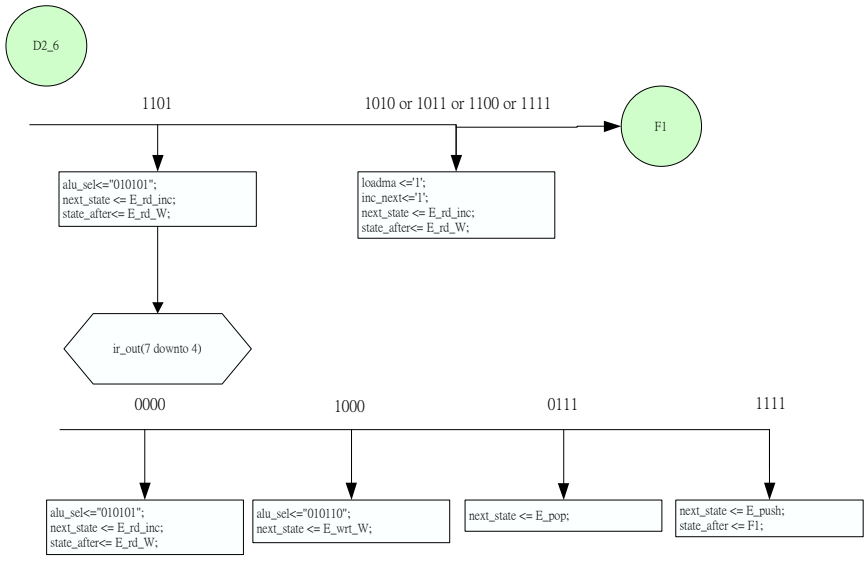 D2_6
1101
1010 or 1011 or 1100 or 1111
F1
alu_sel<="010101";
next_state <= E_rd_inc;
state_after<= E_rd_W;
loadma <='1';
inc_next<='1';
next_state <= E_rd_inc;
state_after<= E_rd_W;
ir_out(7 downto 4)
0000
1000
0111
1111
alu_sel<="010101";
next_state <= E_rd_inc;
state_after<= E_rd_W;
alu_sel<="010110";
next_state <= E_wrt_W;
next_state <= E_pop;
next_state <= E_push;
state_after <= F1;